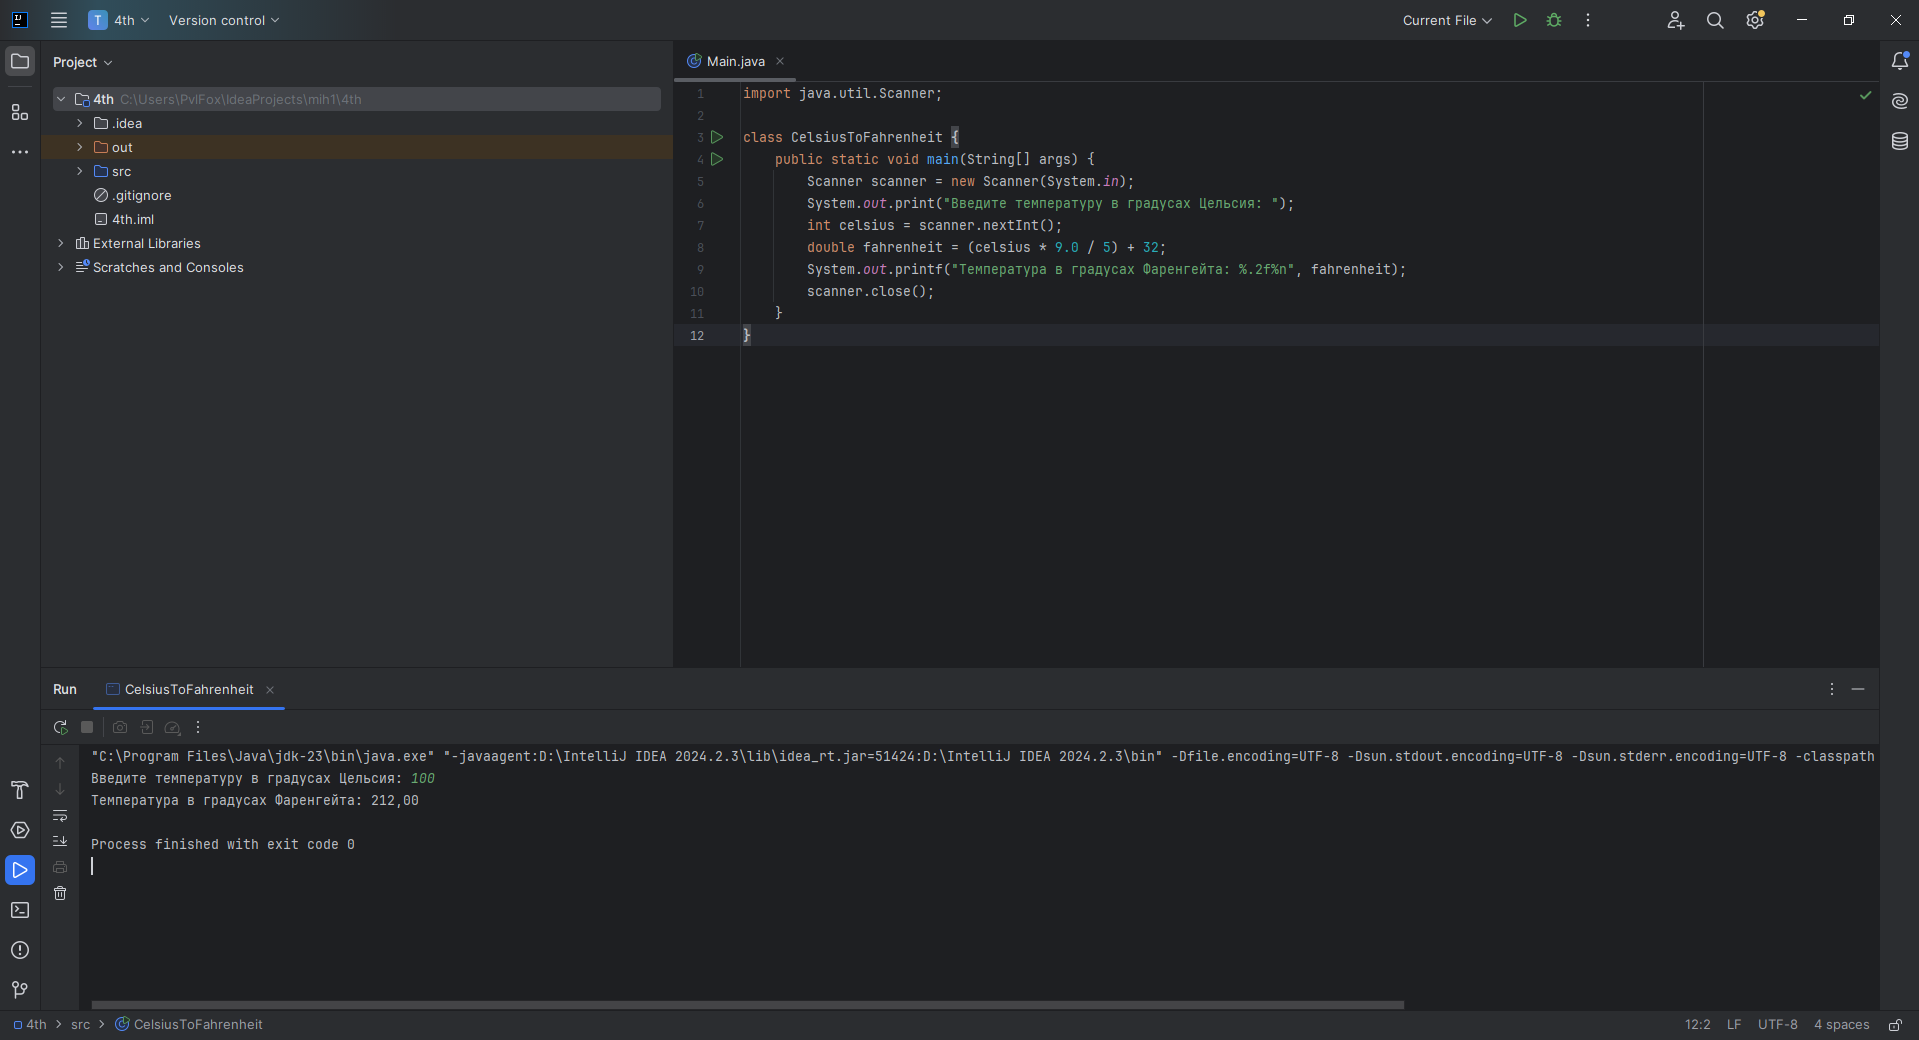 4th
Version control
Current File
Project
Main.java
4th C:\Users\PvlFox\IdeaProjects\mih1\4th
.idea
out
src
.gitignore
4th.iml
External Libraries
Scratches and Consoles
1 import java.util.Scanner;
2
3 class CelsiusToFahrenheit {
4 public static void main(String[] args) {
5 Scanner scanner = new Scanner(System.in);
6 System.out.print("Введите температуру в градусах Цельсия: ");
7 int celsius = scanner.nextInt();
8 double fahrenheit = (celsius * 9.0 / 5) + 32;
9 System.out.printf("Температура в градусах Фаренгейта: %.2f%n", fahrenheit);
10 scanner.close();
11 }
12 }
Run CelsiusToFahrenheit
"C:\Program Files\Java\jdk-23\bin\java.exe" "-javaagent:D:\IntelliJ IDEA 2024.2.3\lib\idea_rt.jar=51424:D:\IntelliJ IDEA 2024.2.3\bin" -Dfile.encoding=UTF-8 -Dsun.stdout.encoding=UTF-8 -Dsun.stderr.encoding=UTF-8 -classpath
Введите температуру в градусах Цельсия: 100
Температура в градусах Фаренгейта: 212,00
Process finished with exit code 0
4th > src > CelsiusToFahrenheit
12:2 LF UTF-8 4 spaces